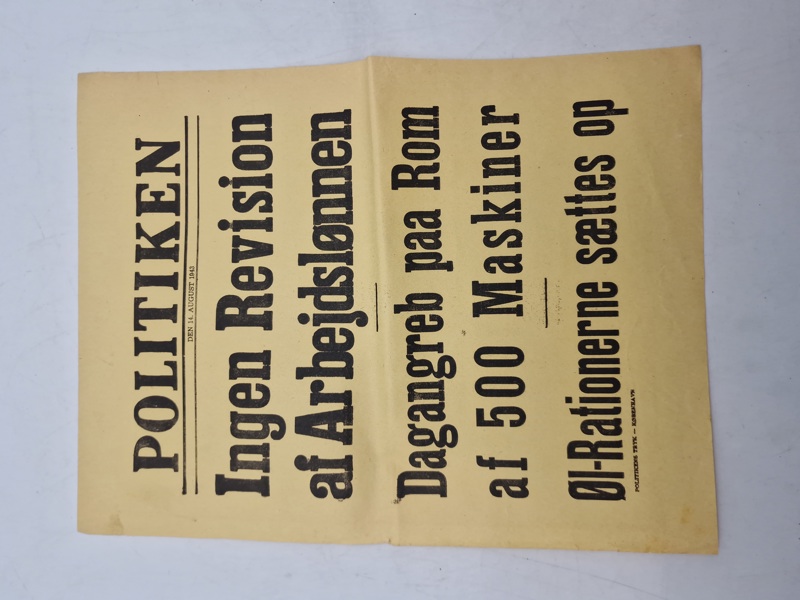 POLITIKEN
DEN 14. AUGUST 1943
Ingen Revision
af Arbejdslønnen
Dagangreb paa Rom
af 500 Maskiner
Øl-Rationerne sættes op
POLITIKENS TRYK — KØBENHAVN